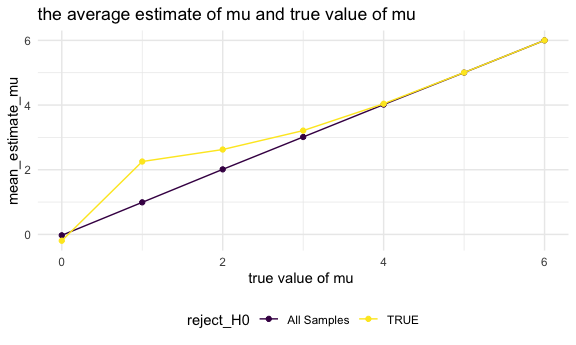 the average estimate of mu and true value of mu
mean_estimate_mu
6
4
2
0
0 2 4 6
true value of mu
reject_H0 All Samples TRUE